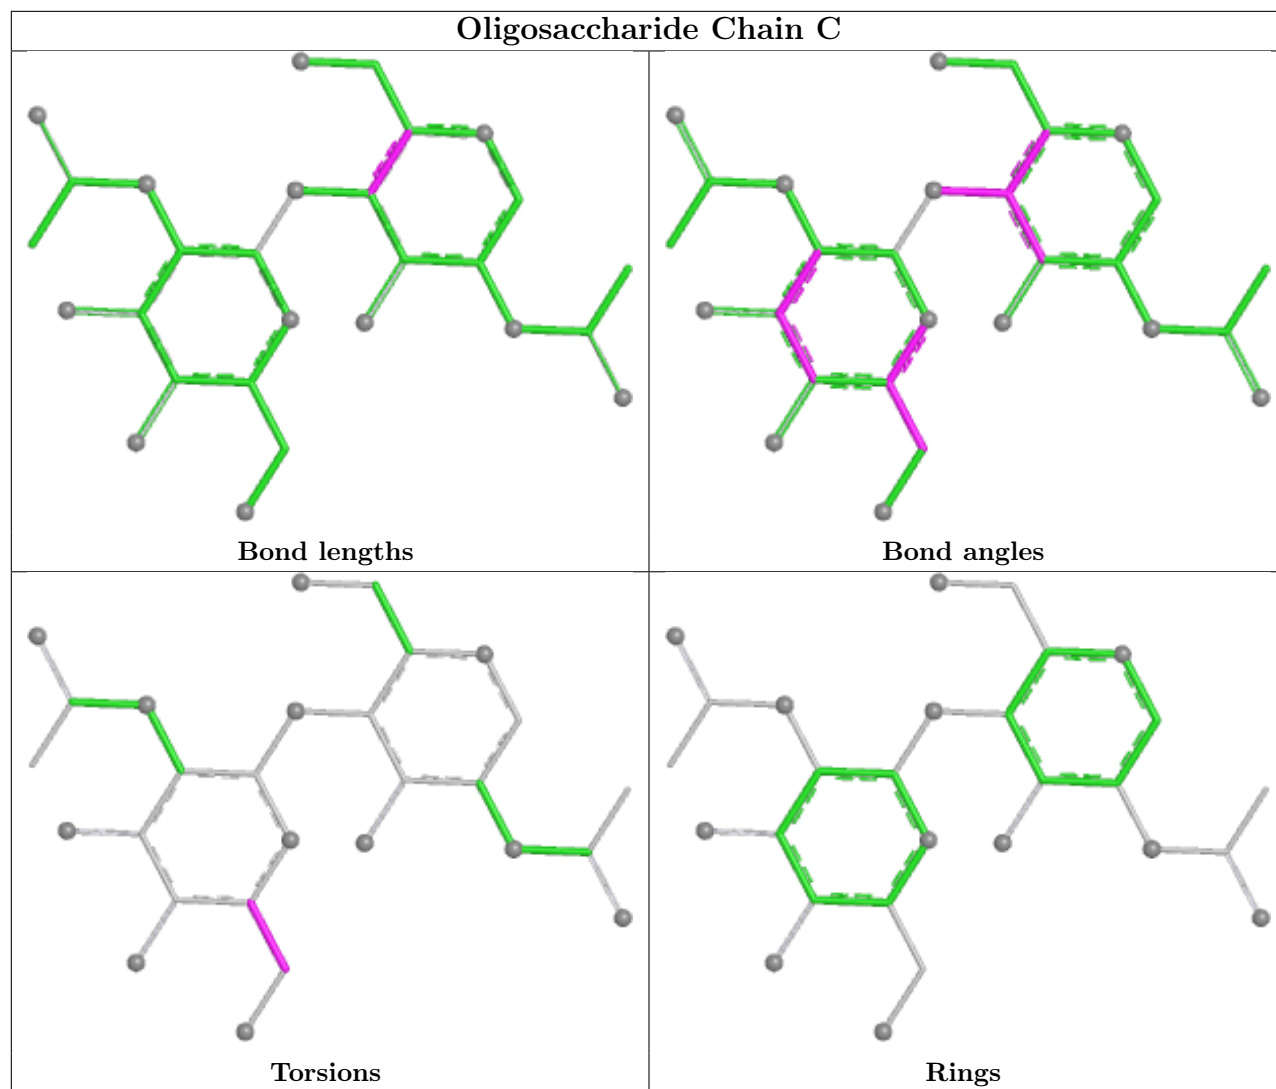 Oligosaccharide Chain C
Bond lengths
Bond angles
Torsions
Rings